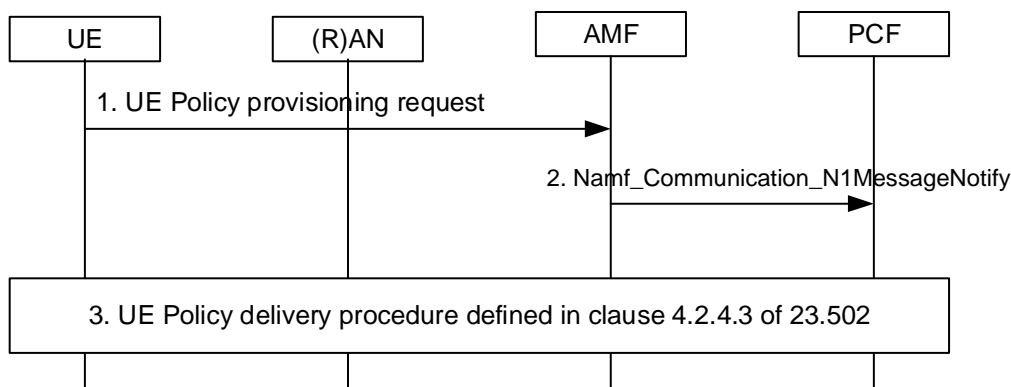 UE
(R)AN
AMF
PCF
1. UE Policy provisioning request
2. Namf_Communication_N1MessageNotify
3. UE Policy delivery procedure defined in clause 4.2.4.3 of 23.502